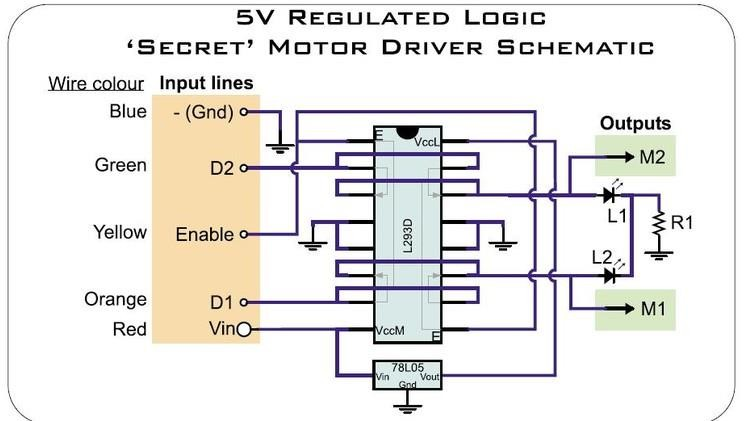 5V REGULATED LOGIC
‘SECRET’ MOTOR DRIVER SCHEMATIC
Wire colour
Input lines
Blue
- (Gnd)
Green
D2
Yellow
Enable
Orange
D1
Red
Vin
E
VccL
L293D
VccM
E
78L05
Vin
Vout
Gnd
Outputs
M2
L1
R1
L2
M1